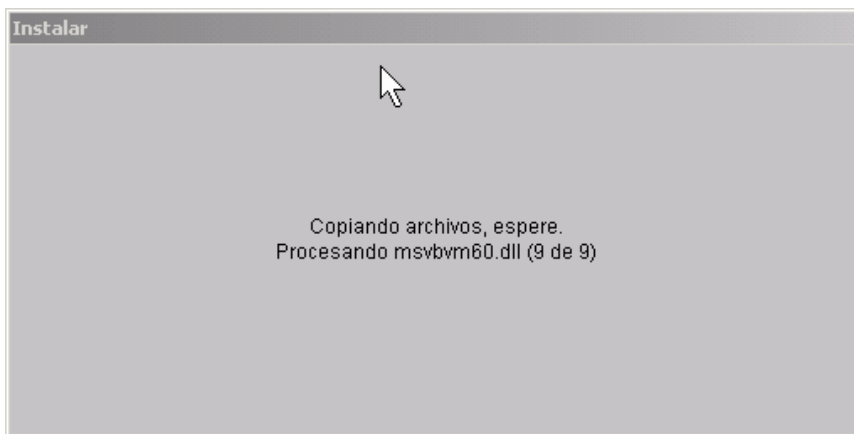 Instalar
Copiando archivos, espere.
Procesando msvbvm60.dll (9 de 9)